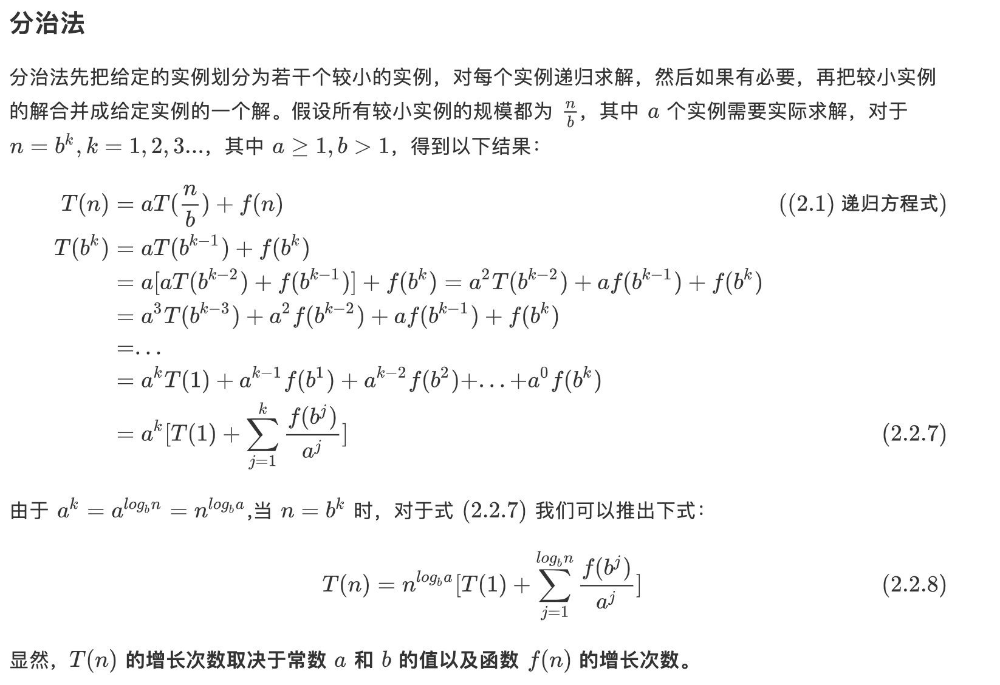 分治法
分治法先把给定的实例划分为若干个较小的实例，对每个实例递归求解，然后如果有必要，再把较小实例
的解合并成给定实例的一个解。假设所有较小实例的规模都为 $\frac{n}{b}$，其中 $a$ 个实例需要实际求解，对于
$n = b^k, k = 1, 2, 3...$，其中 $a \geq 1, b > 1$，得到以下结果：
$T(n) = aT(\frac{n}{b}) + f(n)$ ((2.1) 递归方程式)
$T(b^k) = aT(b^{k-1}) + f(b^k)$
$= a[aT(b^{k-2}) + f(b^{k-1})] + f(b^k) = a^2T(b^{k-2}) + af(b^{k-1}) + f(b^k)$
$= a^3T(b^{k-3}) + a^2f(b^{k-2}) + af(b^{k-1}) + f(b^k)$
$=...$
$= a^kT(1) + a^{k-1}f(b^1) + a^{k-2}f(b^2)+...+a^0f(b^k)$
$= a^k[T(1) + \sum_{j=1}^{k} \frac{f(b^j)}{a^j}]$ (2.2.7)
由于 $a^k = a^{log_b n} = n^{log_b a}$,当 $n = b^k$ 时，对于式 (2.2.7) 我们可以推出下式：
$T(n) = n^{log_b a}[T(1) + \sum_{j=1}^{log_b n} \frac{f(b^j)}{a^j}]$ (2.2.8)
显然，$T(n)$ 的增长次数取决于常数 $a$ 和 $b$ 的值以及函数 $f(n)$ 的增长次数。